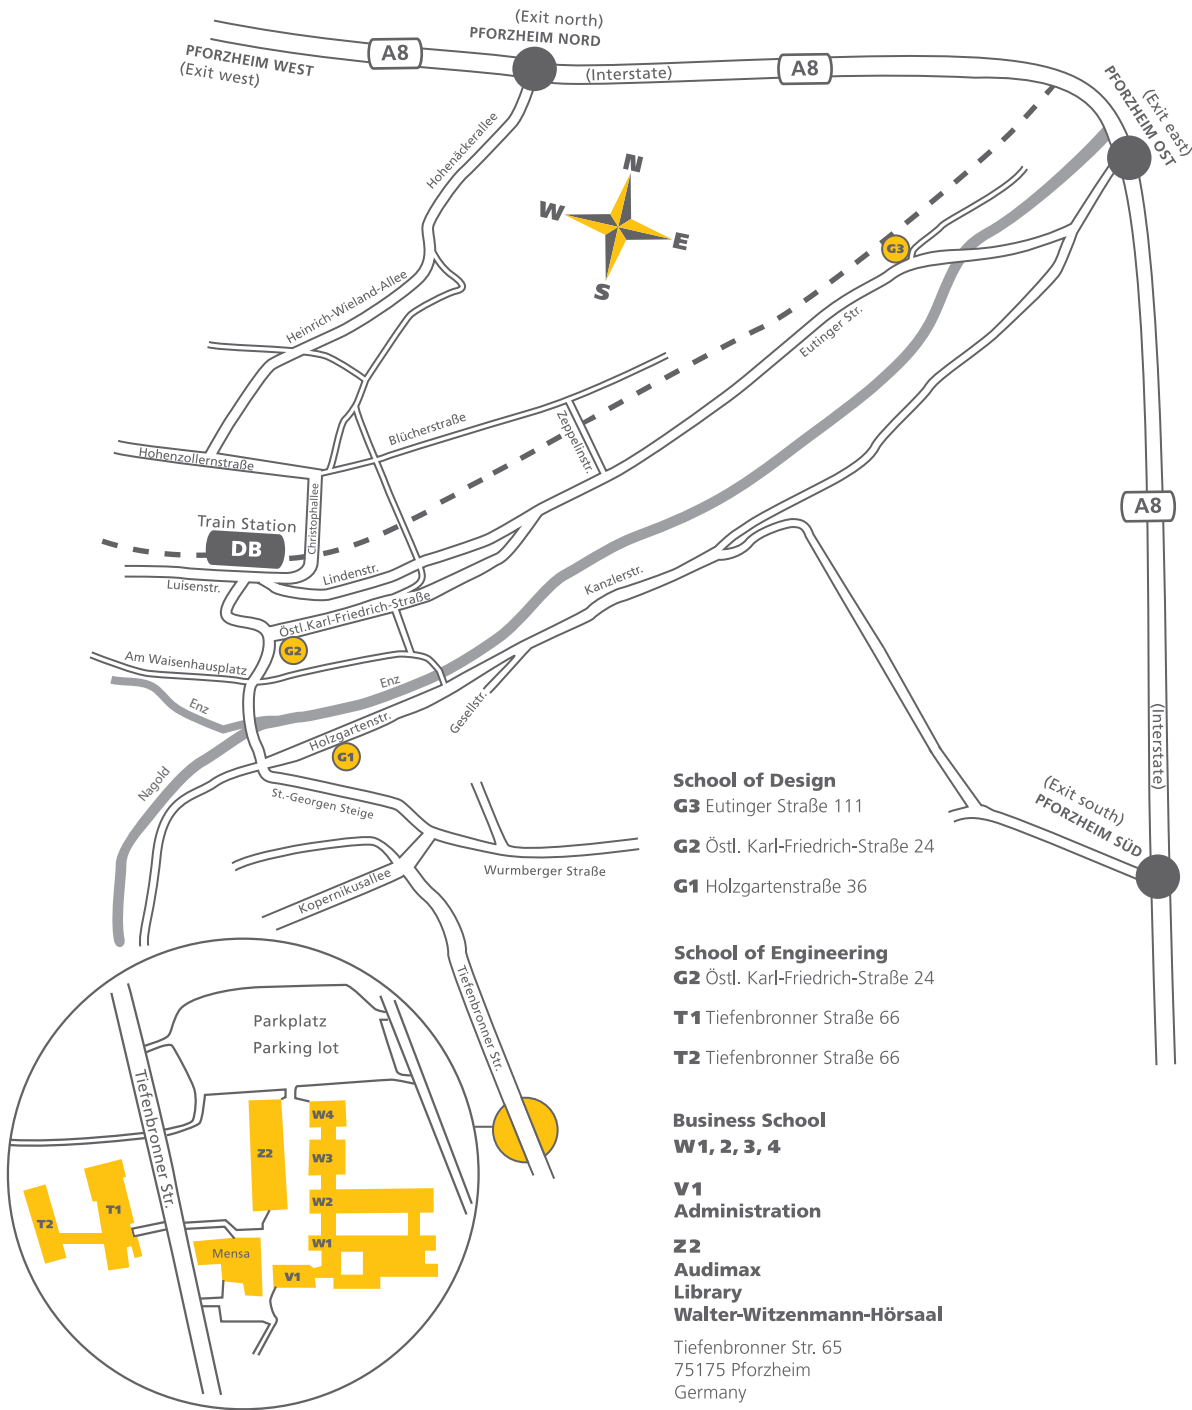 (Exit north)
PFORZHEIM NORD
A8
PFORZHEIM WEST
(Exit west)
(Interstate)
A8
(Exit east)
PFORZHEIM OST
Hohenäckerallee
N
W
E
S
G3
Heinrich-Wieland-Allee
Eutinger Str.
Blücherstraße
Zeppelinstr.
Hohenzollernstraße
Christophallee
Train Station
DB
A8
Luisenstr.
Lindenstr.
Kanzlerstr.
Östl.Karl-Friedrich-Straße
G2
Am Waisenhausplatz
Enz
Enz
Gesellstr.
Holzgartenstr.
G1
Nagold
St.-Georgen Steige
(Interstate)
(Exit south)
PFORZHEIM SÜD
Wurmberger Straße
Kopernikusallee
Tiefenbronner Str.
School of Design
G3 Eutinger Straße 111
G2 Östl. Karl-Friedrich-Straße 24
G1 Holzgartenstraße 36
School of Engineering
G2 Östl. Karl-Friedrich-Straße 24
T1 Tiefenbronner Straße 66
T2 Tiefenbronner Straße 66
Business School
W1, 2, 3, 4
V1
Administration
Z2
Audimax
Library
Walter-Witzenmann-Hörsaal
Tiefenbronner Str. 65
75175 Pforzheim
Germany
Parkplatz
Parking lot
Tiefenbronner Str.
W4
Z2
W3
W2
T1
T2
W1
Mensa
V1